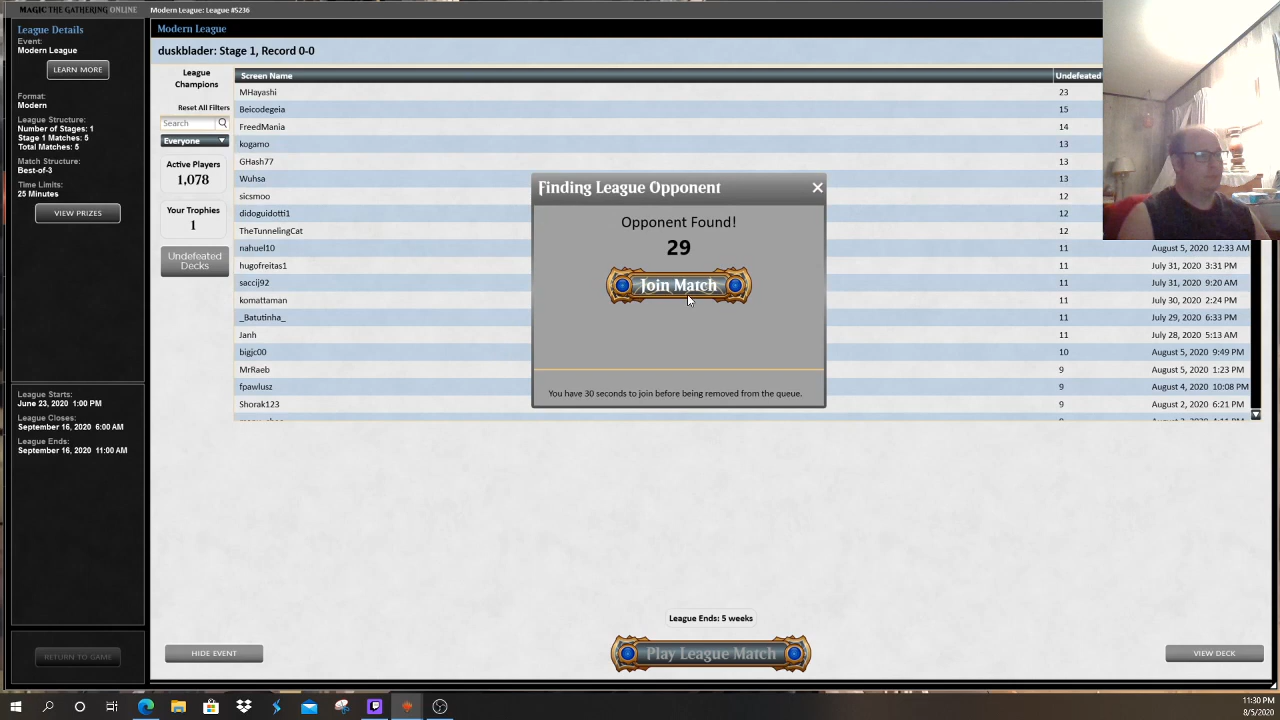 MAGIC THE GATHERING ONLINE
Modern League: League #5236
League Details
Event:
Modern League
LEARN MORE
Format:
Modern
League Structure:
Number of Stages: 1
Stage 1 Matches: 5
Total Matches: 5
Match Structure:
Best-of-3
Time Limits:
25 Minutes
VIEW PRIZES
League Starts:
June 23, 2020 1:00 PM
League Closes:
September 16, 2020 6:00 AM
League Ends:
September 16, 2020 11:00 AM
RETURN TO GAME
Modern League
duskblader: Stage 1, Record 0-0
League
Champions
Reset All Filters
Search
Everyone
Active Players
1,078
Your Trophies
1
Undefeated
Decks
Screen Name Undefeated
MHayashi 23
Beicodegeia 15
FreedMania 14
kogamo 13
GHash77 13
Wuhsa 13
sicsmoo 12
didoguidotti1 12
TheTunnelingCat 12
nahuel10 11 August 5, 2020 12:33 AM
hugofreitas1 11 July 31, 2020 3:31 PM
saccij92 11 July 31, 2020 9:20 AM
komattaman 11 July 30, 2020 2:24 PM
_Batutinha_ 11 July 29, 2020 6:33 PM
Janh 11 July 28, 2020 5:13 AM
bigjc00 10 August 5, 2020 9:49 PM
MrRaeb 9 August 5, 2020 1:23 PM
fpawlusz 9 August 4, 2020 10:08 PM
Shorak123 9 August 2, 2020 6:21 PM
Finding League Opponent
Opponent Found!
29
Join Match
You have 30 seconds to join before being removed from the queue.
League Ends: 5 weeks
HIDE EVENT
Play League Match
VIEW DECK
11:30 PM
8/5/2020